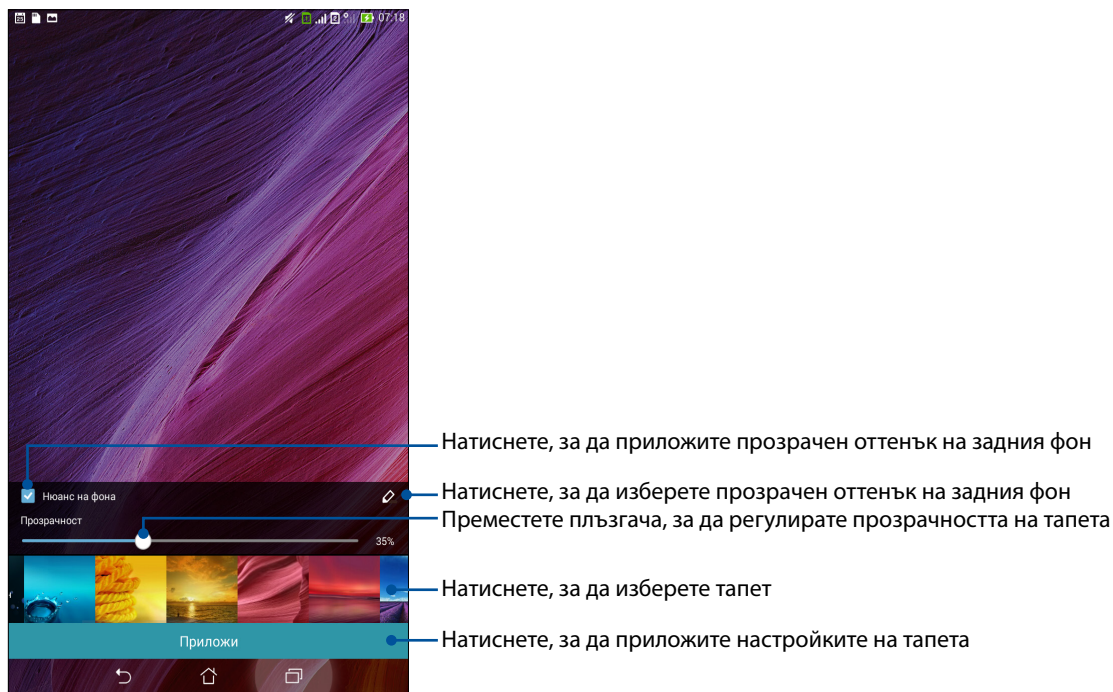 07:18
Натиснете, за да приложите прозрачен оттенък на задния фон
Нюанс на фона
Натиснете, за да изберете прозрачен оттенък на задния фон
Прозрачност
Преместете плъзгача, за да регулирате прозрачността на тапета
35%
Натиснете, за да изберете тапет
Приложи
Натиснете, за да приложите настройките на тапета